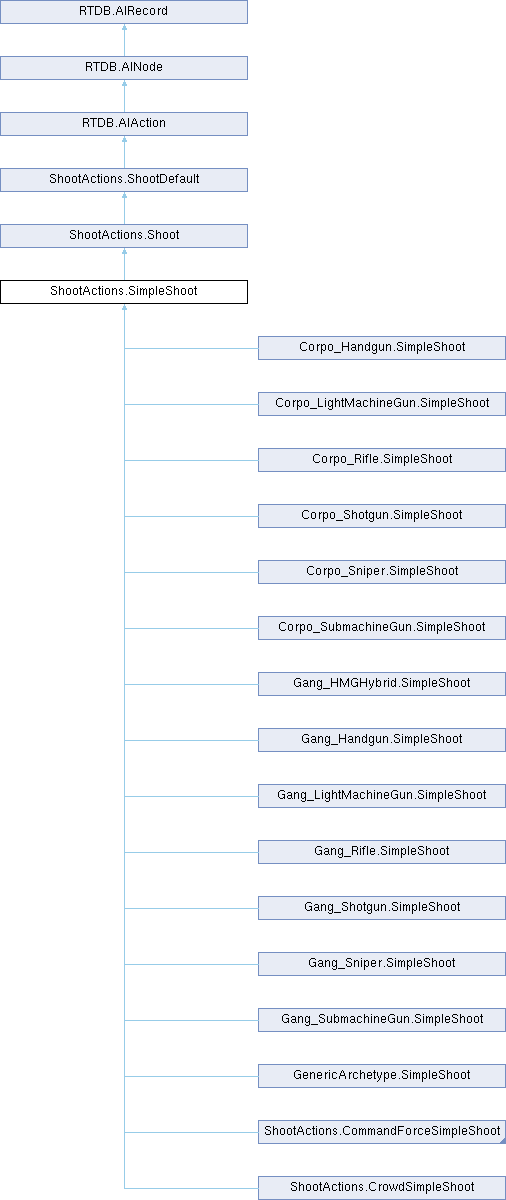 RTDB.AIRecord
RTDB.AINode
RTDB.AIAction
ShootActions.ShootDefault
ShootActions.Shoot
ShootActions.SimpleShoot
Corpo_Handgun.SimpleShoot
Corpo_LightMachineGun.SimpleShoot
Corpo_Rifle.SimpleShoot
Corpo_Shotgun.SimpleShoot
Corpo_Sniper.SimpleShoot
Corpo_SubmachineGun.SimpleShoot
Gang_HMGHybrid.SimpleShoot
Gang_Handgun.SimpleShoot
Gang_LightMachineGun.SimpleShoot
Gang_Rifle.SimpleShoot
Gang_Shotgun.SimpleShoot
Gang_Sniper.SimpleShoot
Gang_SubmachineGun.SimpleShoot
GenericArchetype.SimpleShoot
ShootActions.CommandForceSimpleShoot
ShootActions.CrowdSimpleShoot